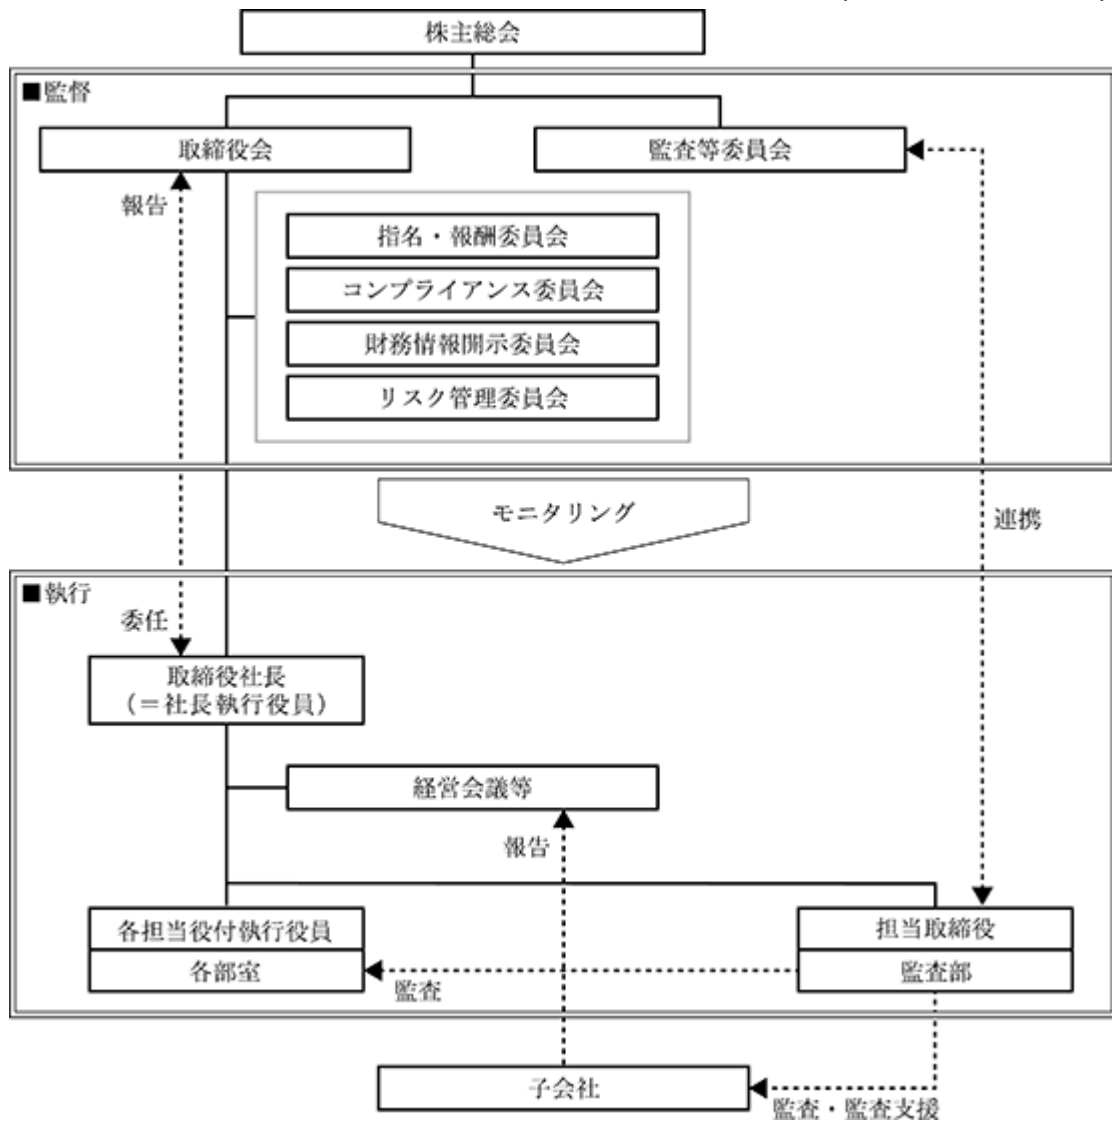 株主総会
■監督
取締役会
監査等委員会
報告
指名・報酬委員会
コンプライアンス委員会
財務情報開示委員会
リスク管理委員会
モニタリング
連携
■執行
委任
取締役社長
(＝社長執行役員)
経営会議等
報告
各担当役付執行役員
担当取締役
各部室
監査部
監査
子会社
監査・監査支援